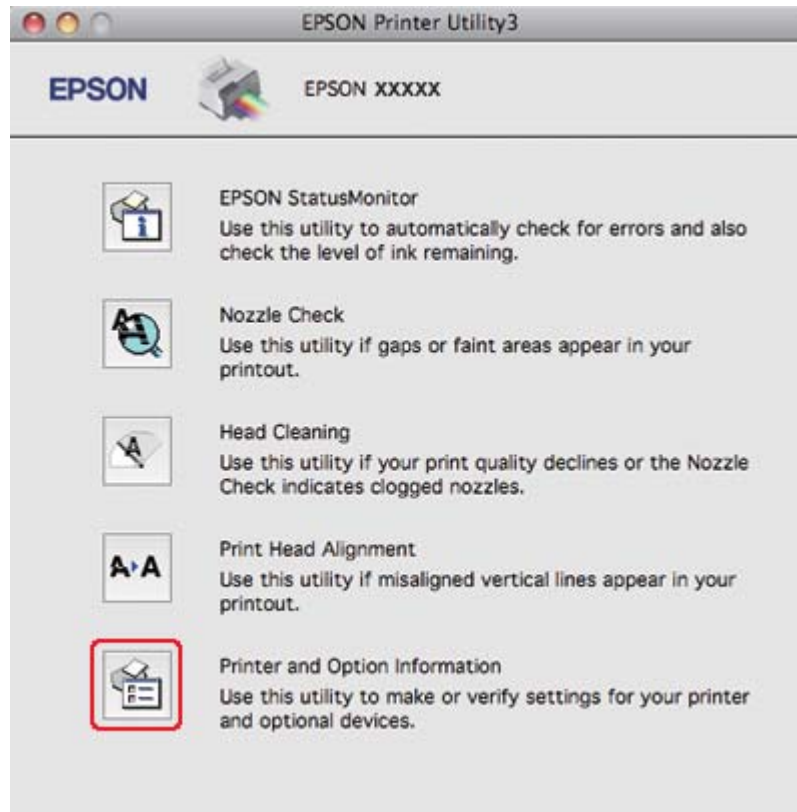 EPSON Printer Utility3
EPSON
EPSON XXXXX
EPSON StatusMonitor
Use this utility to automatically check for errors and also
check the level of ink remaining.
Nozzle Check
Use this utility if gaps or faint areas appear in your
printout.
Head Cleaning
Use this utility if your print quality declines or the Nozzle
Check indicates clogged nozzles.
A A
Print Head Alignment
Use this utility if misaligned vertical lines appear in your
printout.
Printer and Option Information
Use this utility to make or verify settings for your printer
and optional devices.